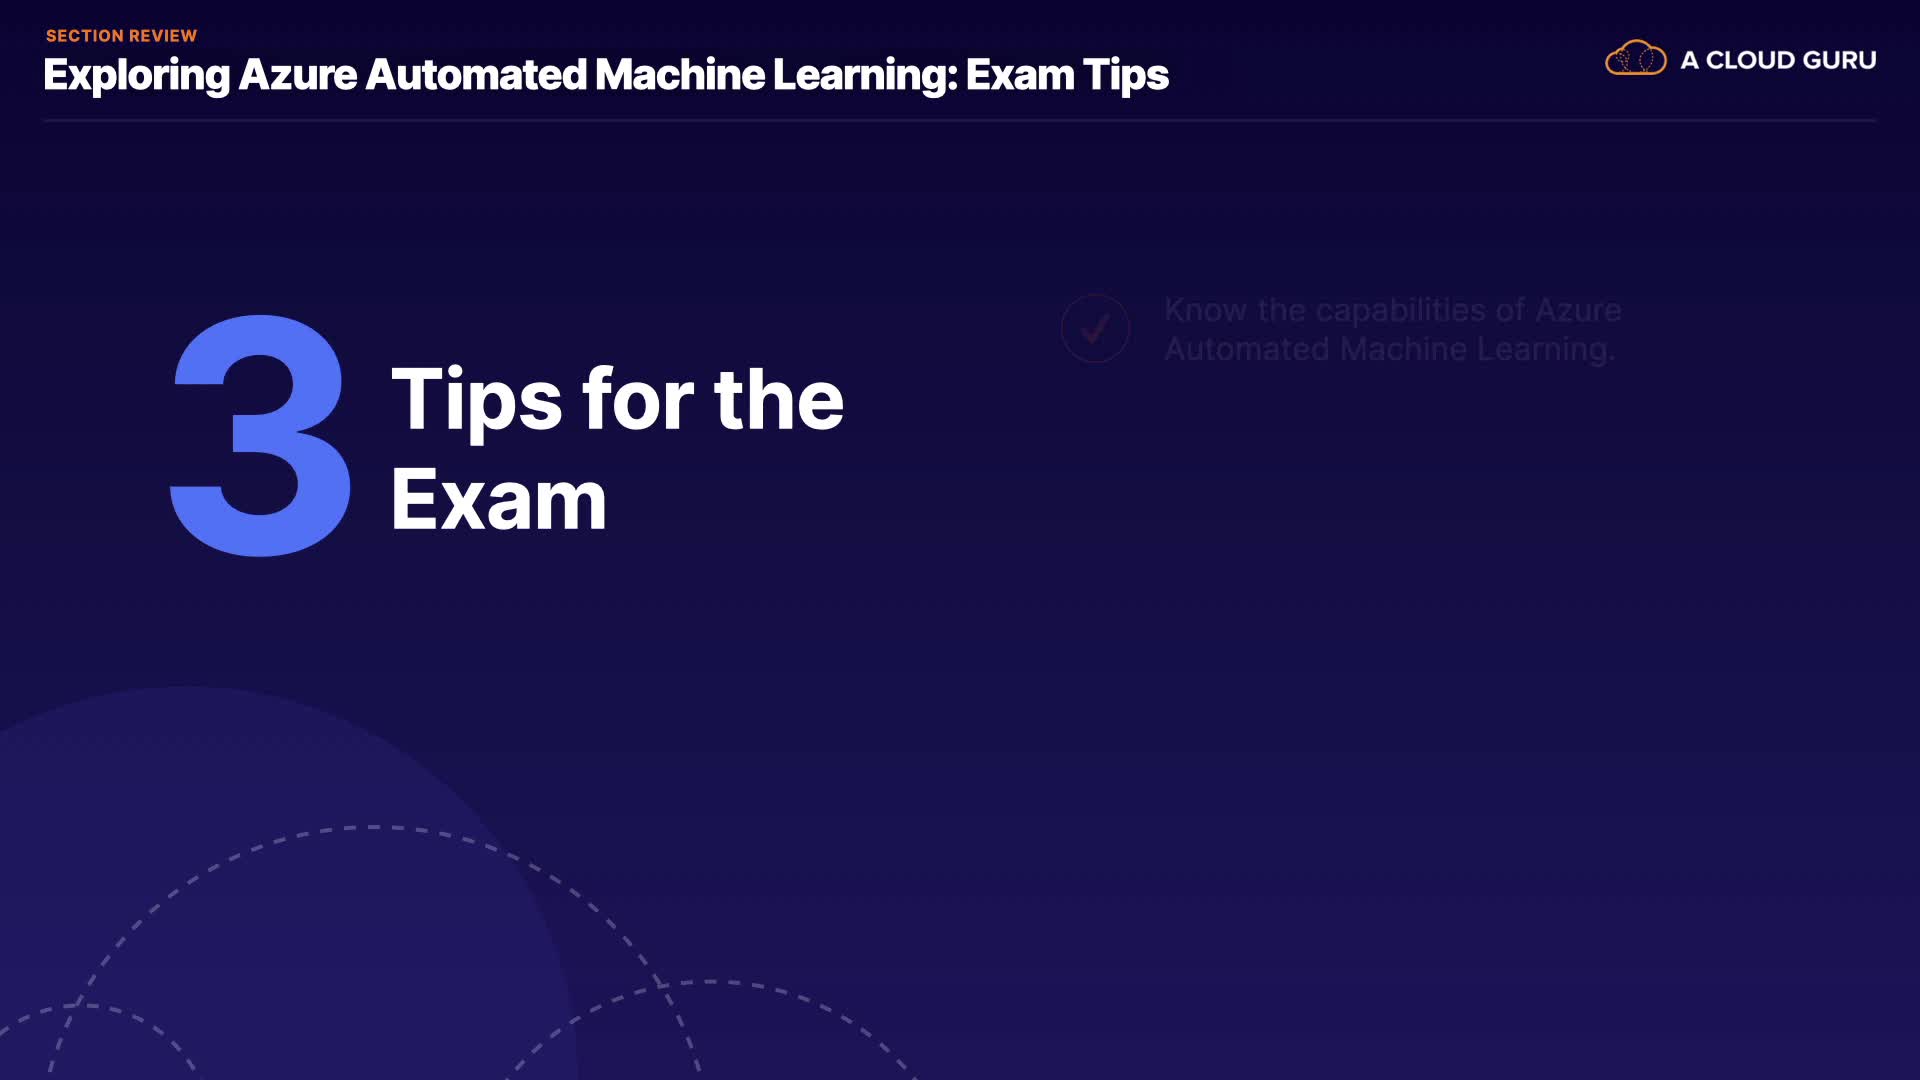 SECTION REVIEW
Exploring Azure Automated Machine Learning: Exam Tips
A CLOUD GURU
3
Tips for the
Exam
Know the capabilities of Azure
Automated Machine Learning.